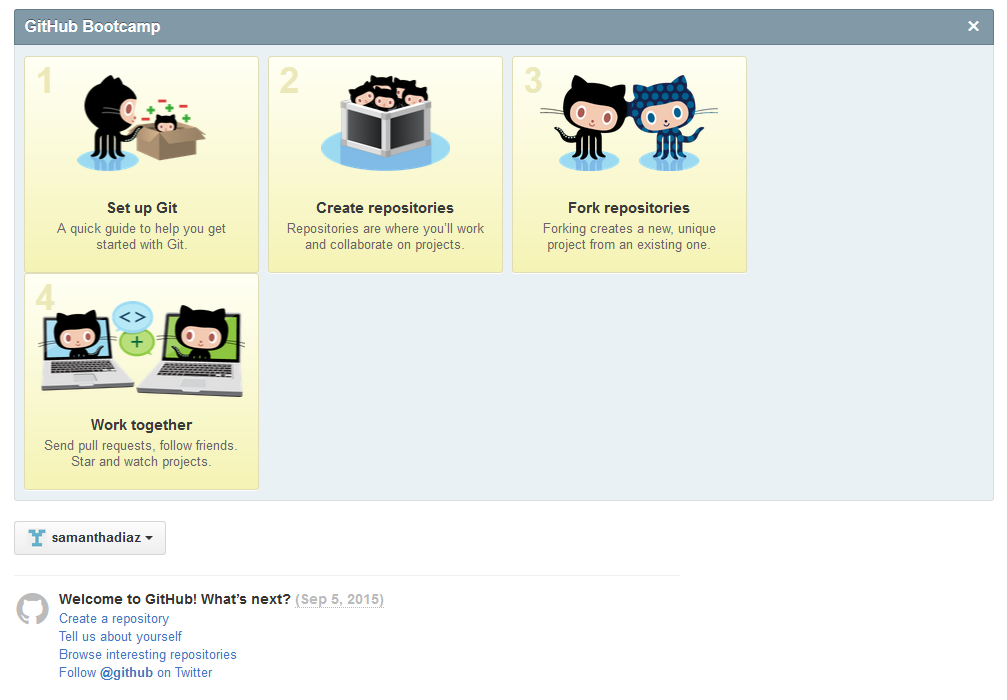 GitHub Bootcamp ×
1
Set up Git
A quick guide to help you get
started with Git.
2
Create repositories
Repositories are where you’ll work
and collaborate on projects.
3
Fork repositories
Forking creates a new, unique
project from an existing one.
4
<>
+
Work together
Send pull requests, follow friends.
Star and watch projects.
samanthadiaz
Welcome to GitHub! What’s next? (Sep 5, 2015)
Create a repository
Tell us about yourself
Browse interesting repositories
Follow @github on Twitter